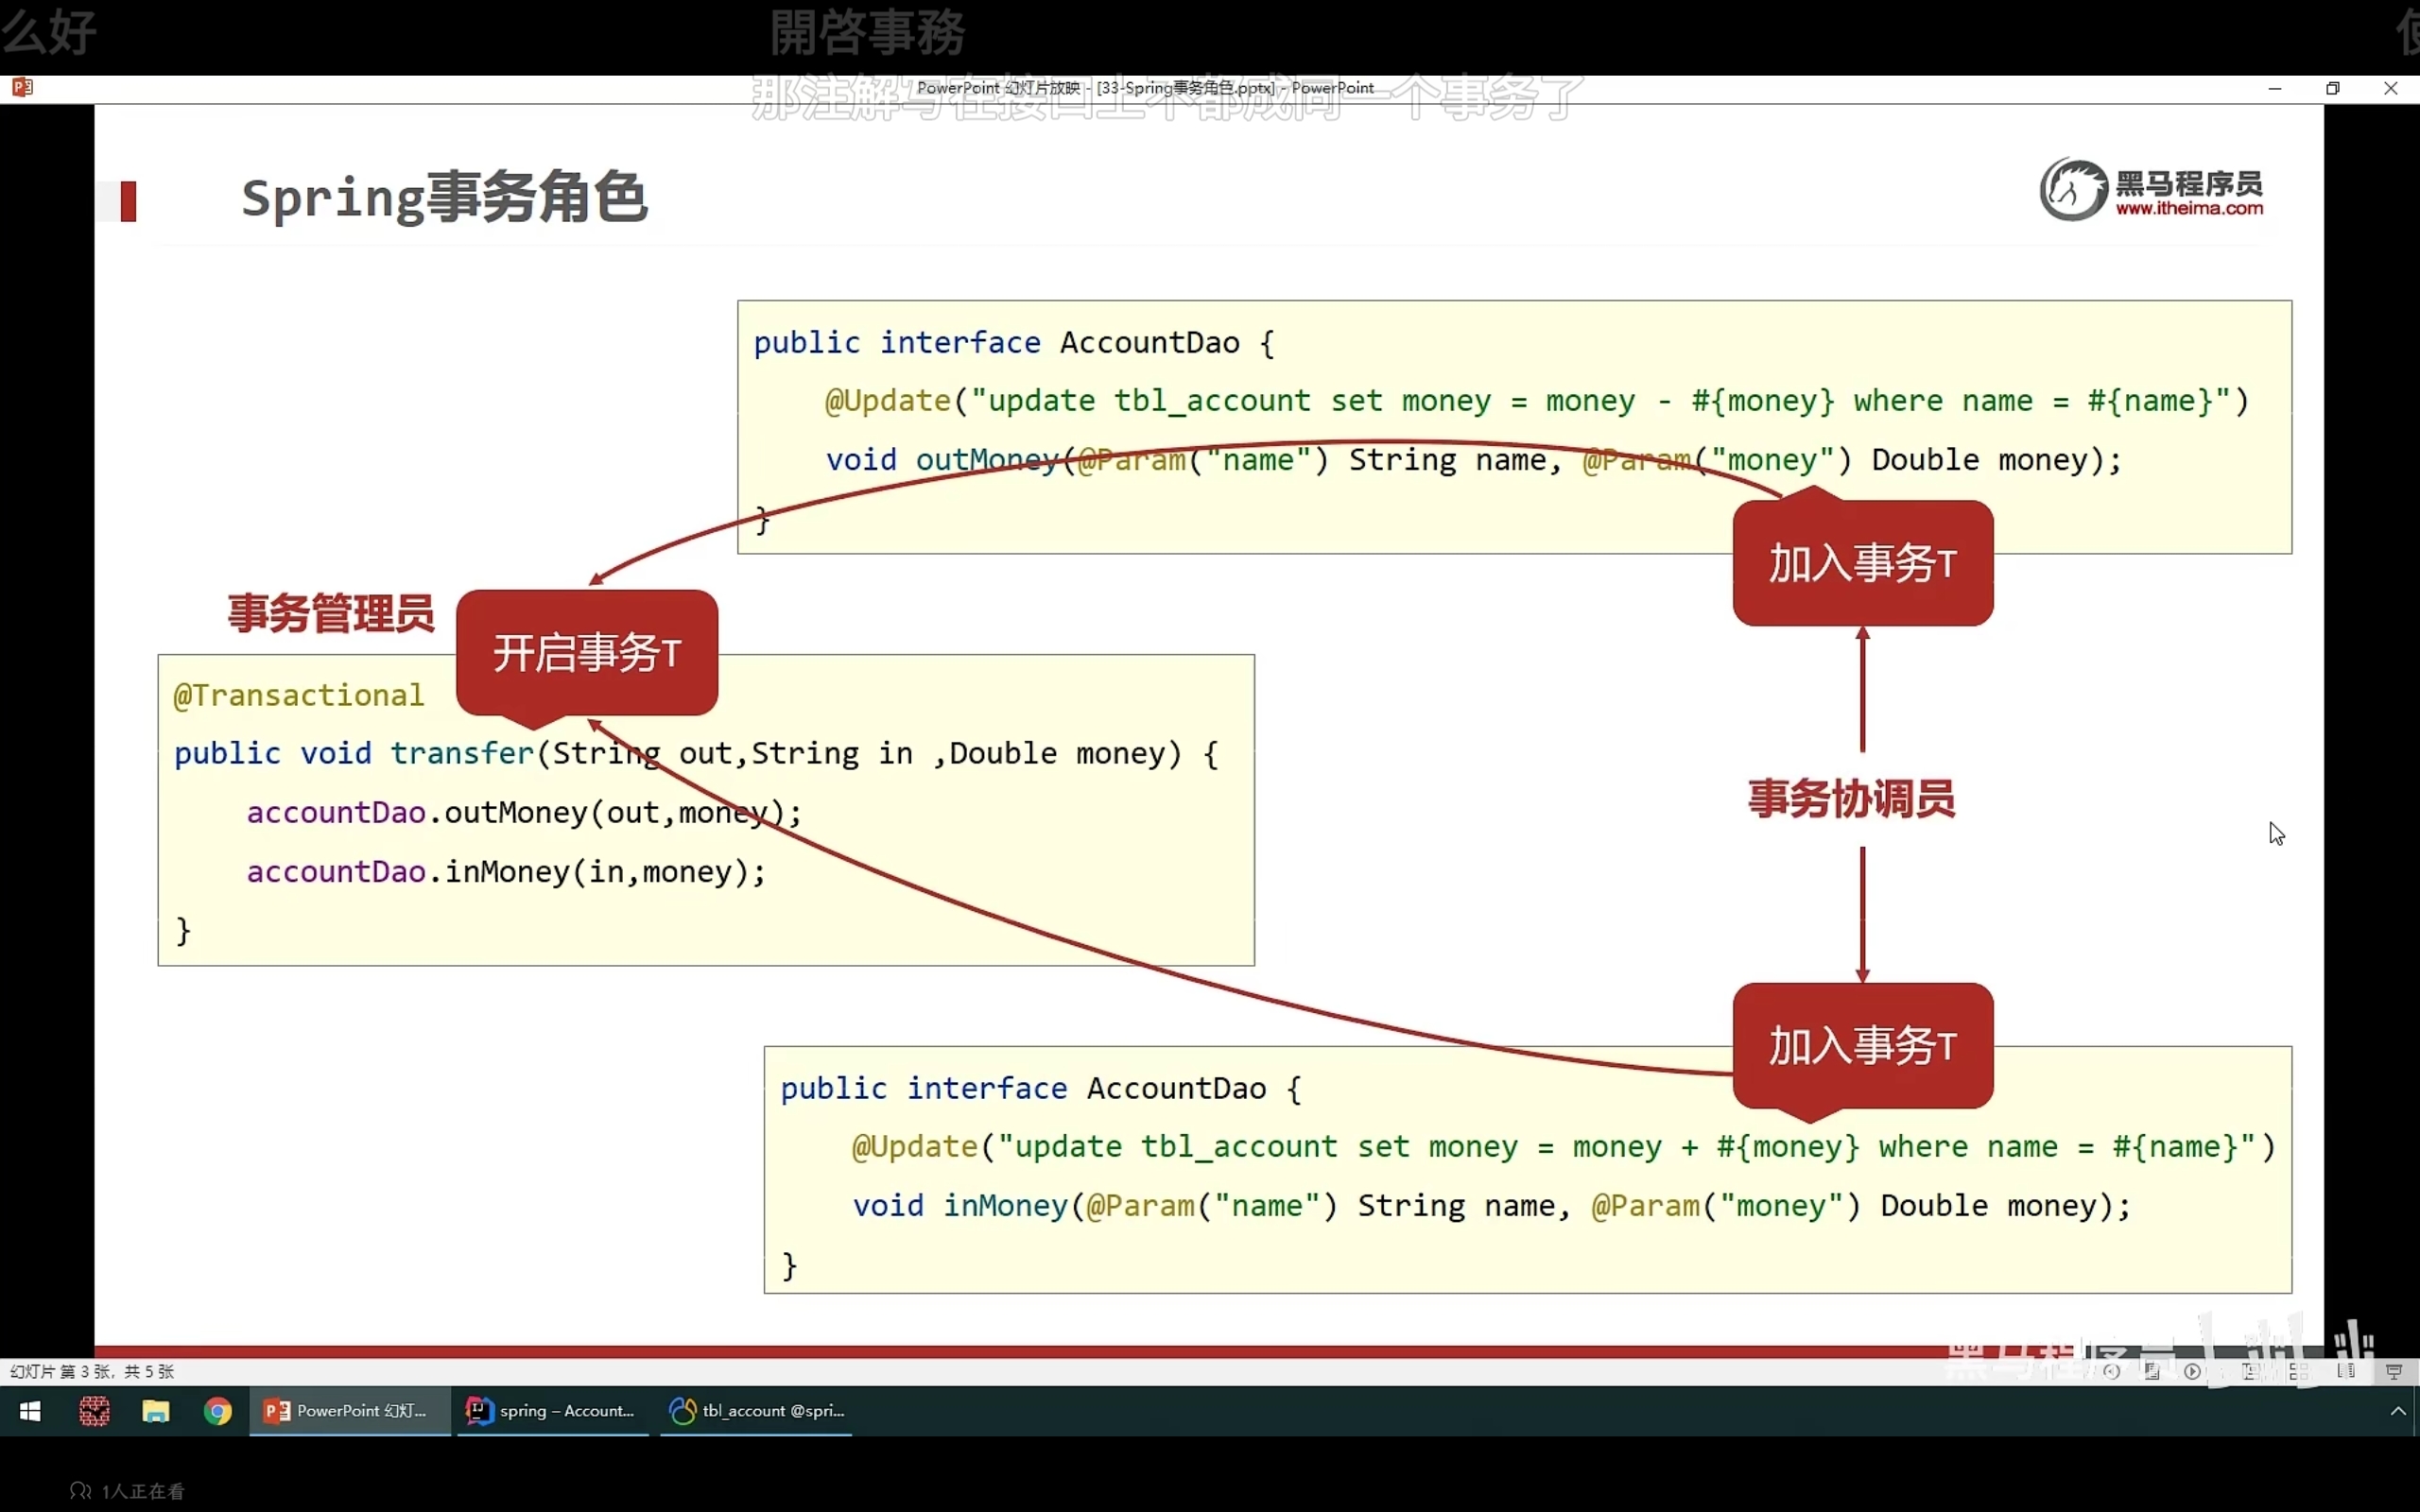 么好
開啓事務
那注解写在接口上不都成同一个事务了
PowerPoint 幻灯片放映 - [33-Spring事务角色.pptx] - PowerPoint
Spring事务角色
黑马程序员
www.itheima.com
public interface AccountDao {
@Update("update tbl_account set money = money - #{money} where name = #{name}")
void outMoney(@Param("name") String name, @Param("money") Double money);
}
加入事务T
事务管理员
开启事务T
@Transactional
public void transfer(String out,String in ,Double money) {
accountDao.outMoney(out,money);
accountDao.inMoney(in,money);
}
事务协调员
加入事务T
public interface AccountDao {
@Update("update tbl_account set money = money + #{money} where name = #{name}")
void inMoney(@Param("name") String name, @Param("money") Double money);
}
黑马程序员
幻灯片 第 3 张，共 5 张
PowerPoint 幻灯...
spring – Account...
tbl_account @spri...
1人正在看